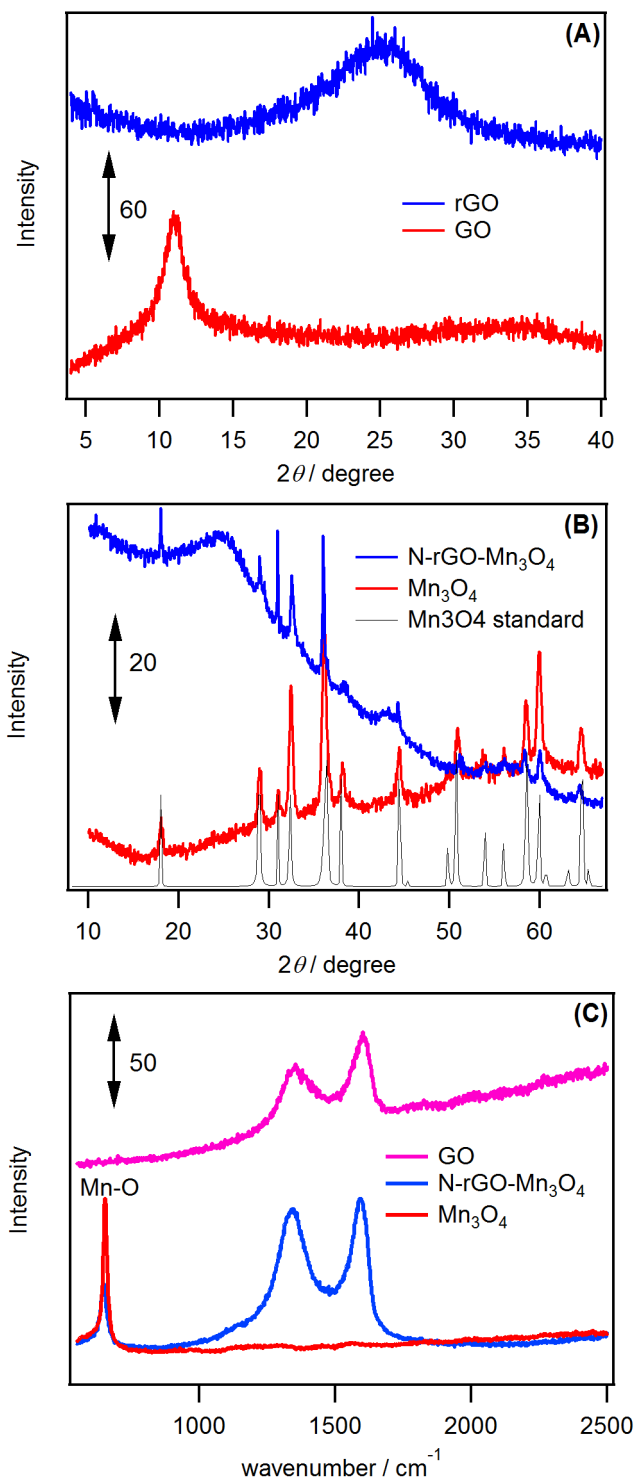 (A)
Intensity
60
rGO
GO
5 10 15 20 25 30 35 40
2θ / degree
(B)
Intensity
N-rGO-Mn₃O₄
Mn₃O₄
Mn3O4 standard
20
10 20 30 40 50 60
2θ / degree
(C)
Intensity
50
GO
N-rGO-Mn₃O₄
Mn₃O₄
Mn-O
1000 1500 2000 2500
wavenumber / cm⁻¹